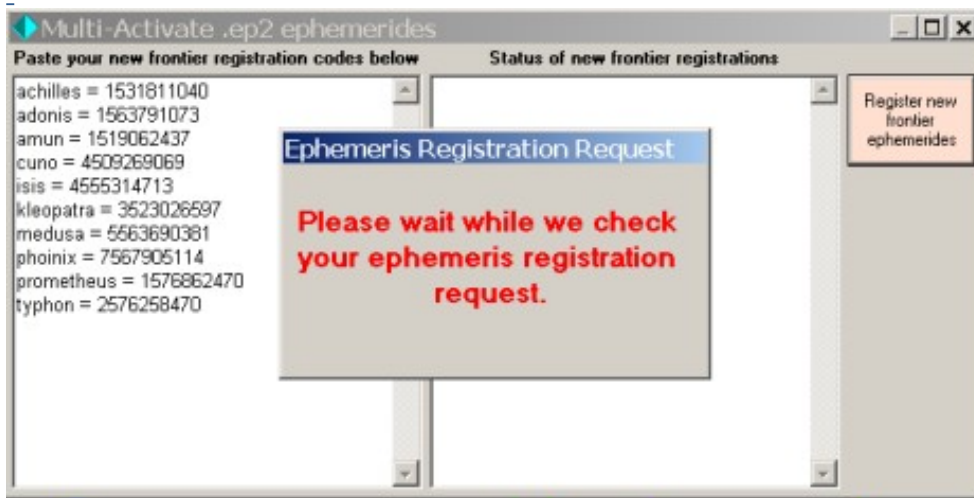 Multi-Activate .ep2 ephemerides
Paste your new frontier registration codes below
Status of new frontier registrations
achilles = 1531811040
adonis = 1563791073
amun = 1519062437
cuno = 4509269069
isis = 4555314713
kleopatra = 3523026597
medusa = 5563690381
phoinix = 7567905114
prometheus = 1576862470
typhon = 2576258470
Ephemeris Registration Request
Please wait while we check
your ephemeris registration
request.
Register new
frontier
ephemerides